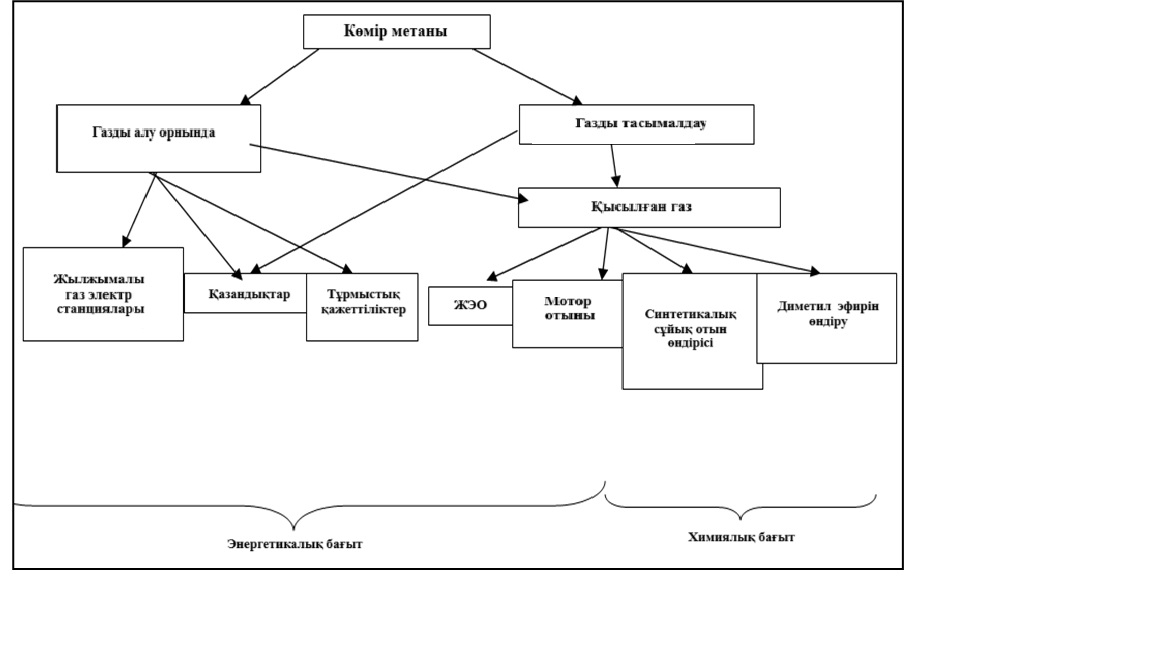 Көмір метаны
Газды алу орнында
Газды тасымалдау
Қысылған газ
Жылжымалы
газ электр
станциялары
Қазандықтар
Тұрмыстық
қажеттіліктер
ЖЭО
Мотор
отыны
Синтетикалық
сұйық отын
өндірісі
Диметил эфирін
өндіру
Энергетикалық бағыт
Химиялық бағыт